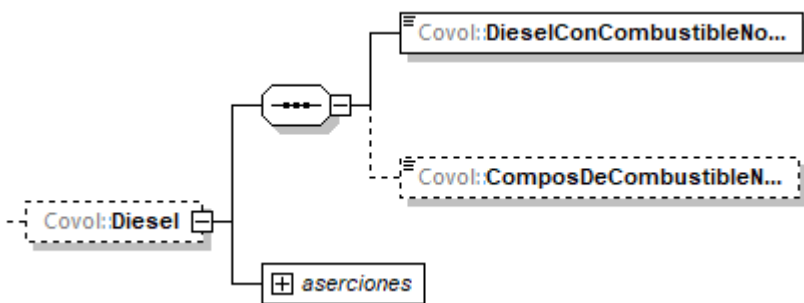 Covol::DieselConCombustibleNo...
Covol::ComposDeCombustibleN...
Covol::Diesel
aserciones